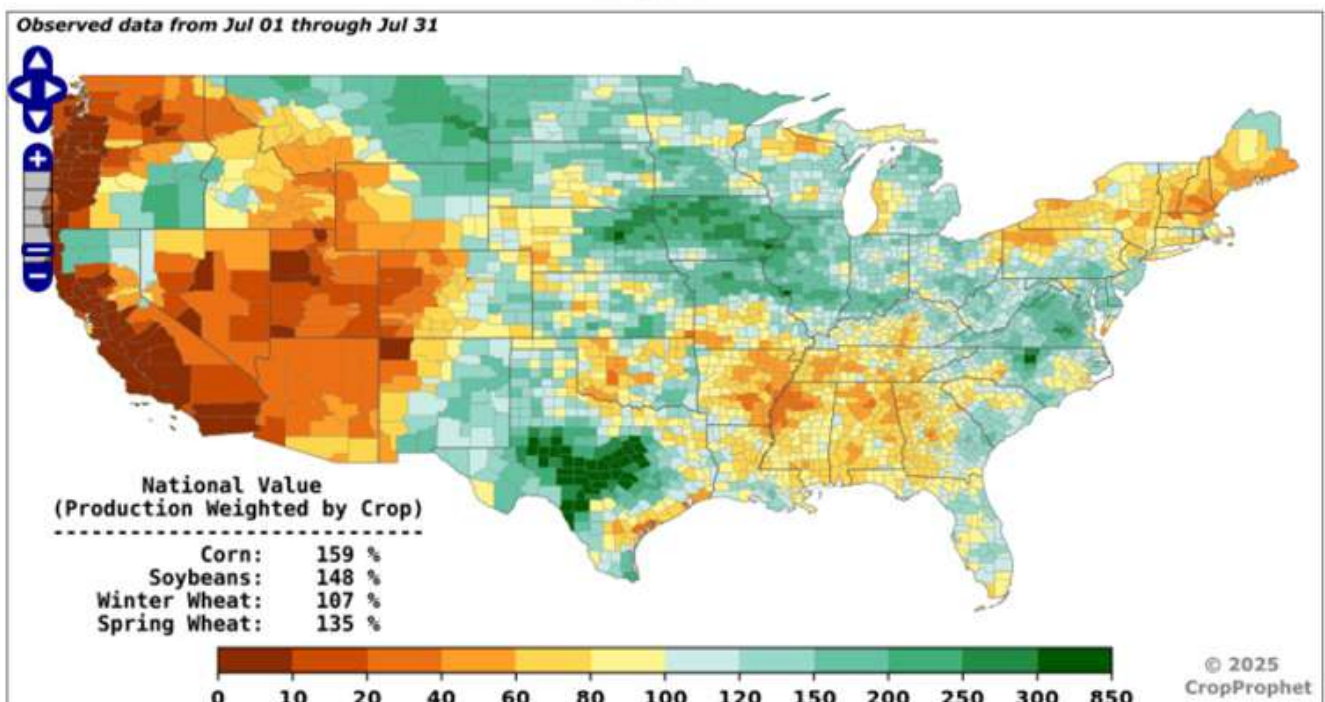 Observed data from Jul 01 through Jul 31
National Value
(Production Weighted by Crop)
------------------------------
Corn: 159 %
Soybeans: 148 %
Winter Wheat: 107 %
Spring Wheat: 135 %
0 10 20 40 60 80 100 120 150 200 250 300 850
© 2025
CropProphet